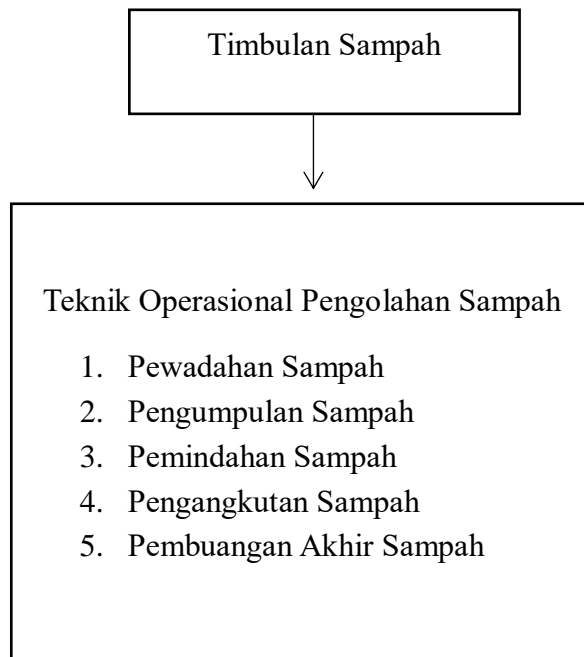 Timbulan Sampah
Teknik Operasional Pengolahan Sampah
1. Pewadahan Sampah
2. Pengumpulan Sampah
3. Pemindahan Sampah
4. Pengangkutan Sampah
5. Pembuangan Akhir Sampah